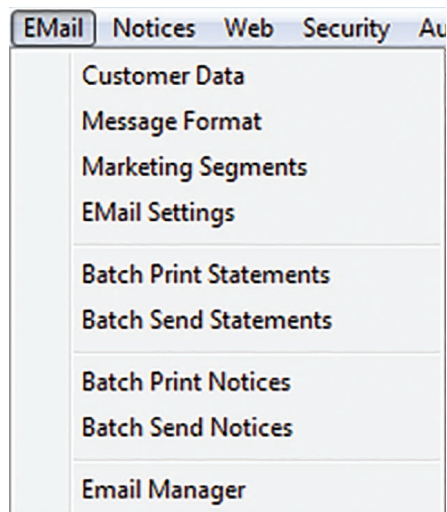 EMail Notices Web Security Au
Customer Data
Message Format
Marketing Segments
EMail Settings
Batch Print Statements
Batch Send Statements
Batch Print Notices
Batch Send Notices
Email Manager